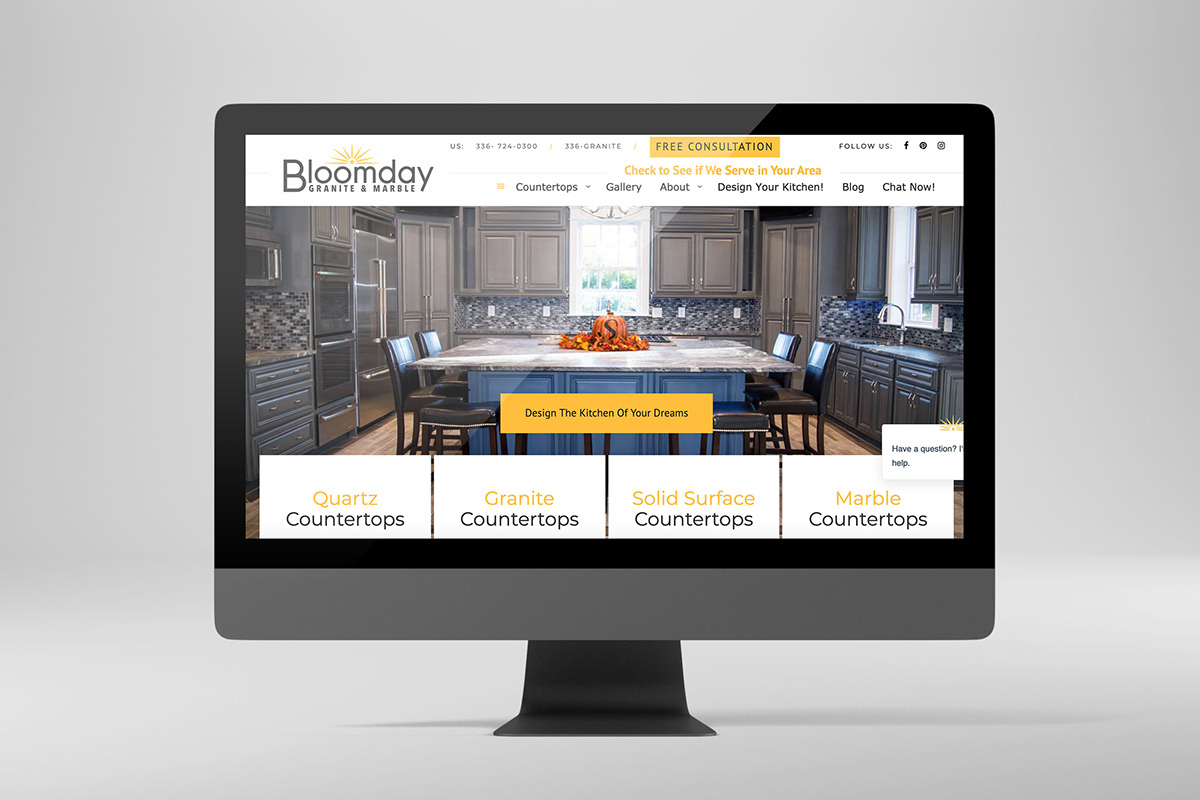 US: 336- 724-0300 / 336-GRANITE / FREE CONSULTATION FOLLOW US:
Bloomday
GRANITE & MARBLE
Check to See if We Serve in Your Area
Countertops Gallery About Design Your Kitchen! Blog Chat Now!
S
Design The Kitchen Of Your Dreams
Have a question? I'
help.
Quartz
Countertops
Granite
Countertops
Solid Surface
Countertops
Marble
Countertops